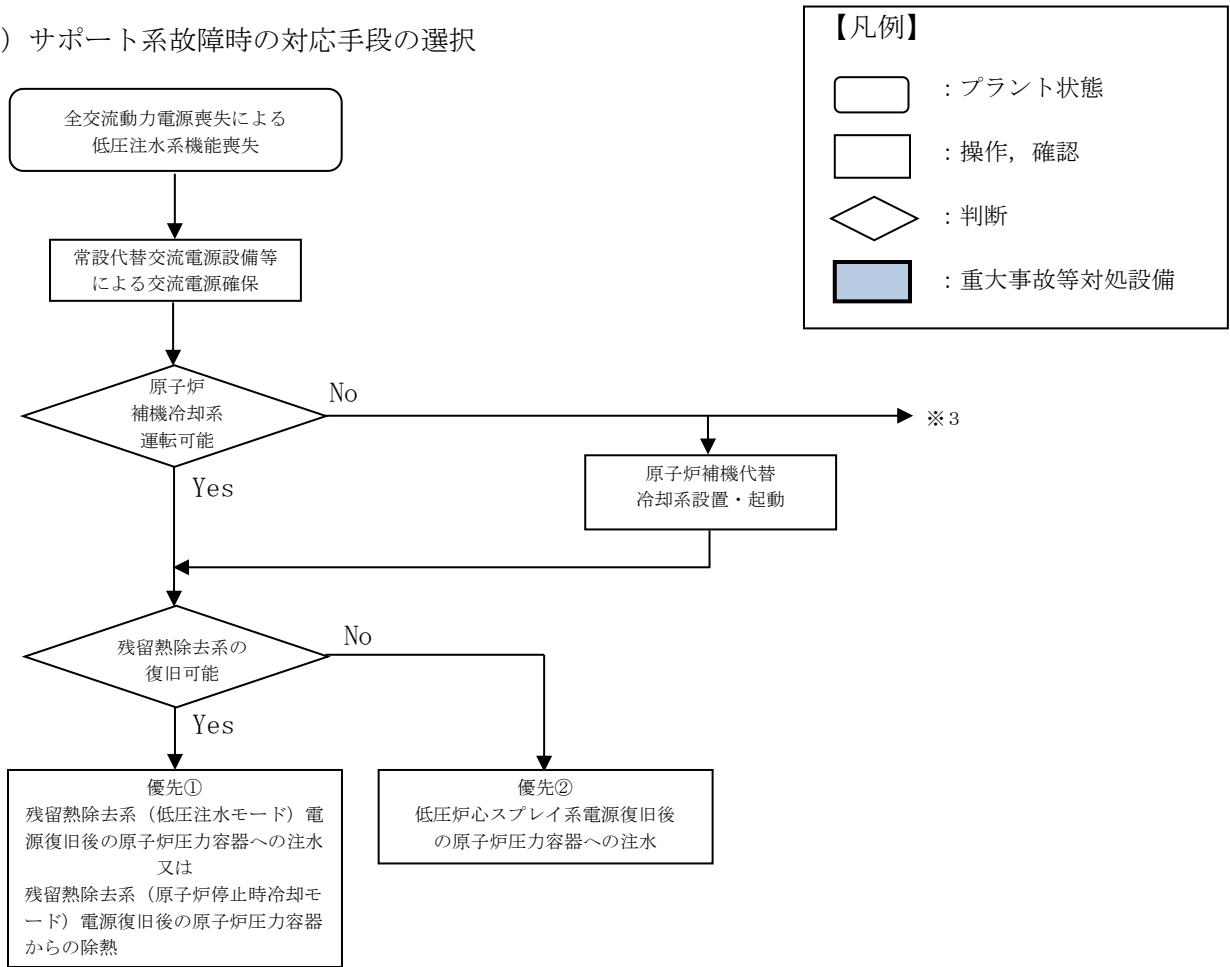 ）サポート系故障時の対応手段の選択
【凡例】
：プラント状態
：操作，確認
：判断
：重大事故等対処設備
全交流動力電源喪失による
低圧注水系機能喪失
常設代替交流電源設備等
による交流電源確保
原子炉
補機冷却系
運転可能
No
※3
Yes
原子炉補機代替
冷却系設置・起動
残留熱除去系の
復旧可能
No
Yes
優先①
残留熱除去系（低圧注水モード）電
源復旧後の原子炉圧力容器への注水
又は
残留熱除去系（原子炉停止時冷却モ
ード）電源復旧後の原子炉圧力容器
からの除熱
優先②
低圧炉心スプレイ系電源復旧後
の原子炉圧力容器への注水